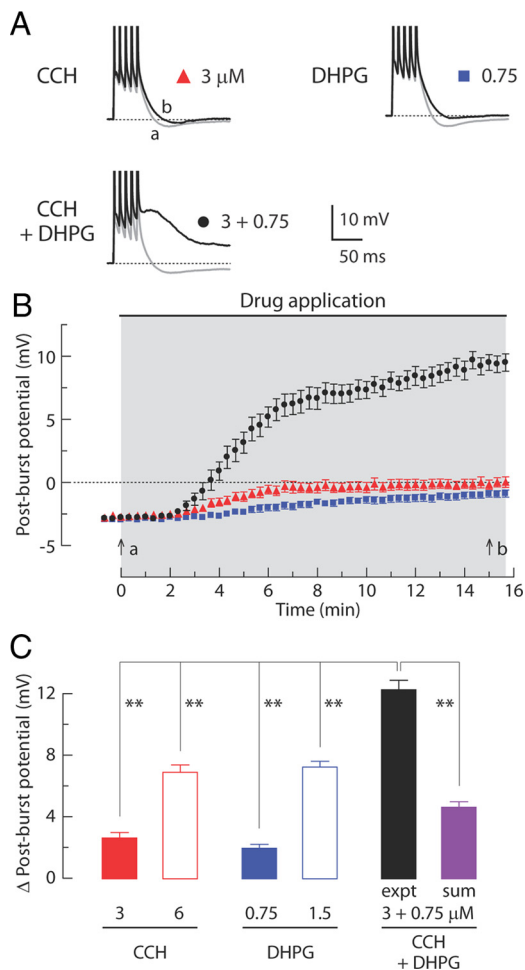 A
CCH
3 μM
b
a
DHPG
0.75
CCH
+ DHPG
3 + 0.75
10 mV
50 ms
B
Drug application
Post-burst potential (mV)
10
5
0
-5
a
b
0 2 4 6 8 10 12 14 16
Time (min)
C
Δ Post-burst potential (mV)
12
8
4
0
** ** ** ** **
expt sum
3 6 0.75 1.5 3 + 0.75 μM
CCH DHPG CCH
+ DHPG